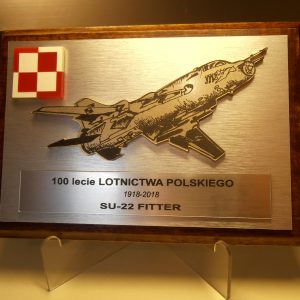 100 lecie LOTNICTWA POLSKIEGO
1918-2018
SU-22 FITTER